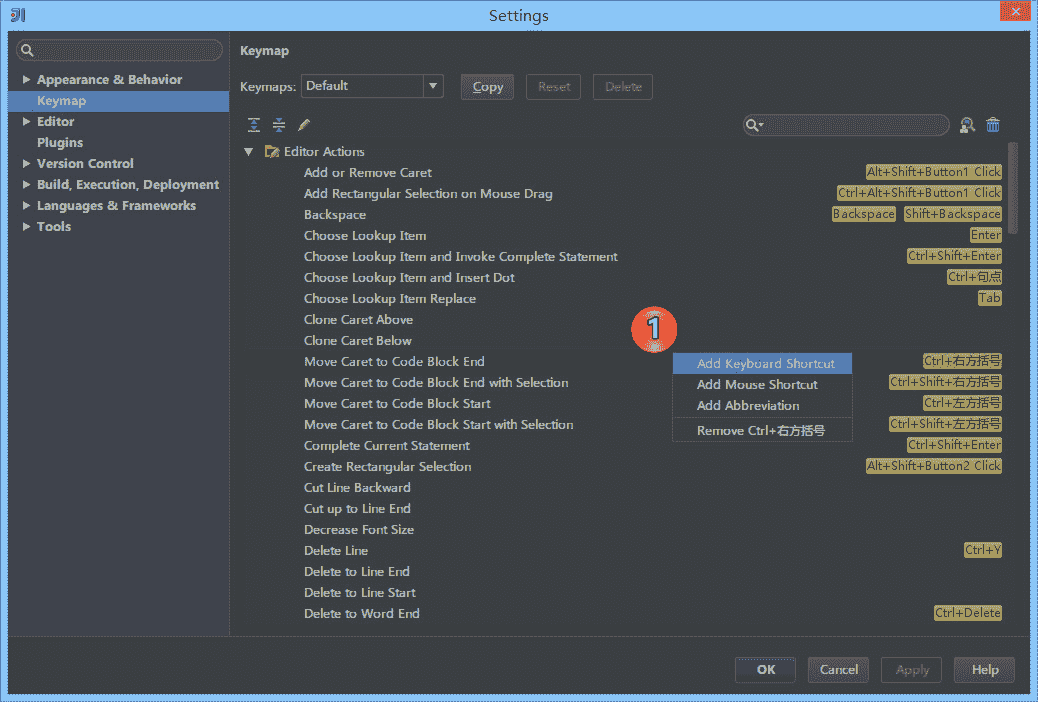 Settings
Appearance & Behavior
Keymap
Editor
Plugins
Version Control
Build, Execution, Deployment
Languages & Frameworks
Tools
Keymap
Keymaps: Default Copy Reset Delete
Editor Actions
Add or Remove Caret Alt+Shift+Button1 Click
Add Rectangular Selection on Mouse Drag Ctrl+Alt+Shift+Button1 Click
Backspace Backspace Shift+Backspace
Choose Lookup Item Enter
Choose Lookup Item and Invoke Complete Statement Ctrl+Shift+Enter
Choose Lookup Item and Insert Dot Ctrl+句点
Choose Lookup Item Replace Tab
Clone Caret Above
1
Clone Caret Below
Move Caret to Code Block End Ctrl+右方括号
Move Caret to Code Block End with Selection Ctrl+Shift+右方括号
Move Caret to Code Block Start Ctrl+左方括号
Move Caret to Code Block Start with Selection Ctrl+Shift+左方括号
Add Keyboard Shortcut
Add Mouse Shortcut
Add Abbreviation
Remove Ctrl+右方括号
Complete Current Statement Ctrl+Shift+Enter
Create Rectangular Selection Alt+Shift+Button2 Click
Cut Line Backward
Cut up to Line End
Decrease Font Size
Delete Line Ctrl+Y
Delete to Line End
Delete to Line Start
Delete to Word End Ctrl+Delete
OK Cancel Apply Help